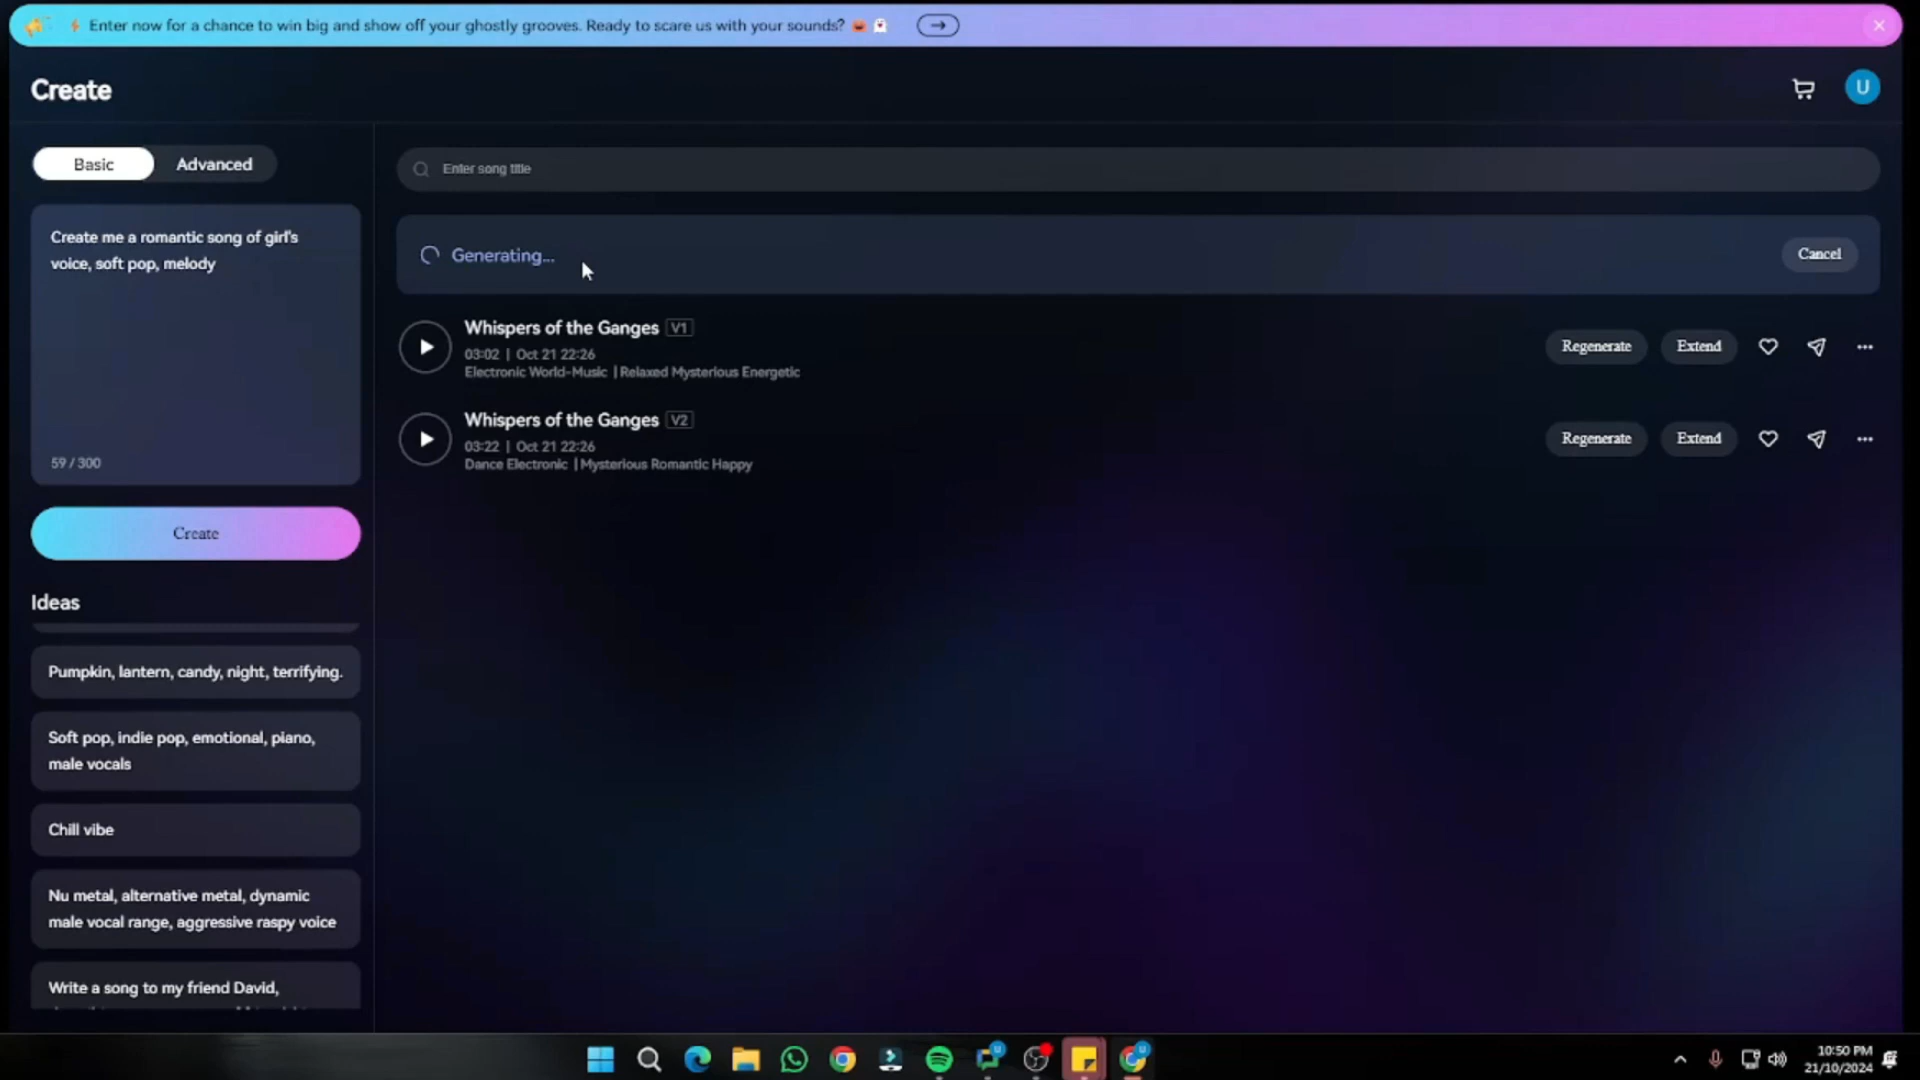 Enter now for a chance to win big and show off your ghostly grooves. Ready to scare us with your sounds?
Create
U
Basic
Advanced
Create me a romantic song of girl's
voice, soft pop, melody
59 / 300
Create
Ideas
Pumpkin, lantern, candy, night, terrifying.
Soft pop, indie pop, emotional, piano,
male vocals
Chill vibe
Nu metal, alternative metal, dynamic
male vocal range, aggressive raspy voice
Write a song to my friend David,
Enter song title
Generating...
Cancel
Whispers of the Ganges V1
03:02 | Oct 21 22:26
Electronic World-Music | Relaxed Mysterious Energetic
Regenerate
Extend
Whispers of the Ganges V2
03:22 | Oct 21 22:26
Dance Electronic | Mysterious Romantic Happy
Regenerate
Extend
10:50 PM
21/10/2024